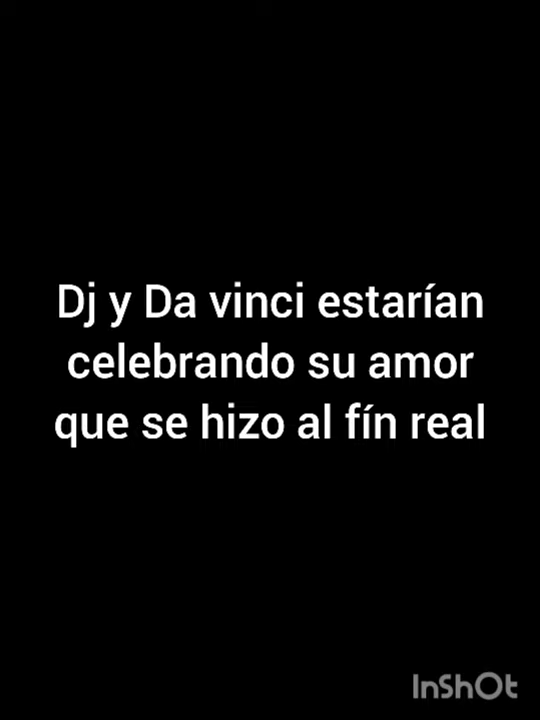 Dj y Da vinci estarían
celebrando su amor
que se hizo al fín real
InShOt